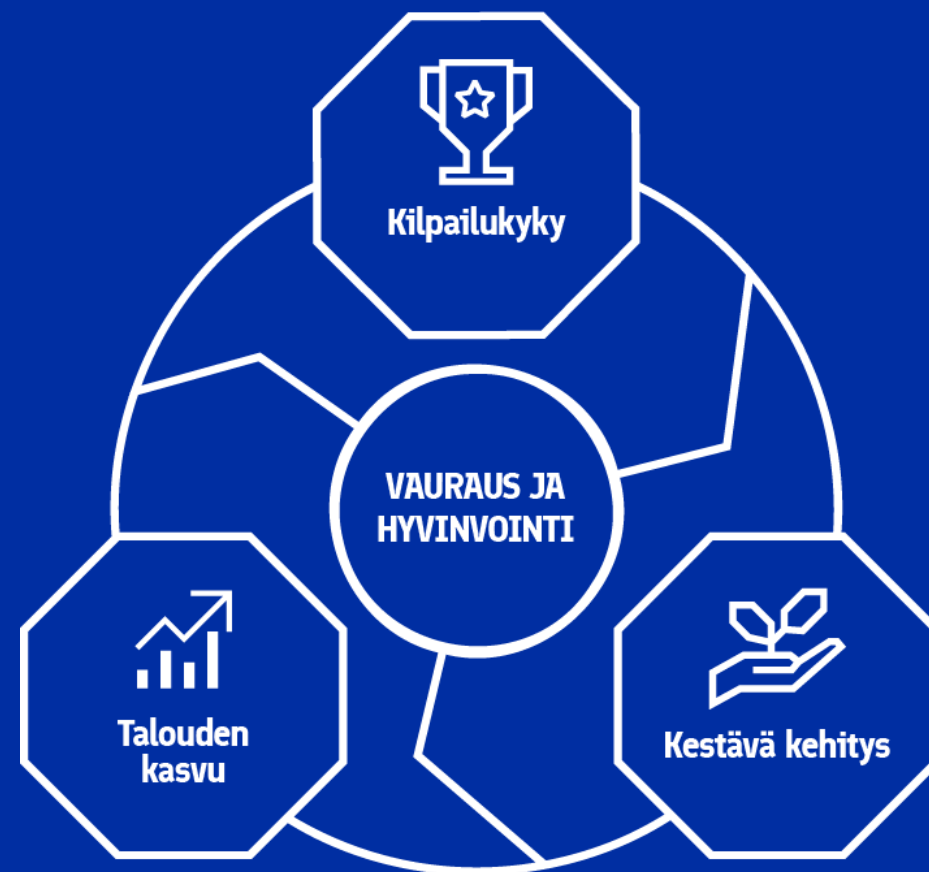 Kilpailukyky
VAURAUS JA
HYVINVOINTI
Talouden
kasvu
Kestävä kehitys